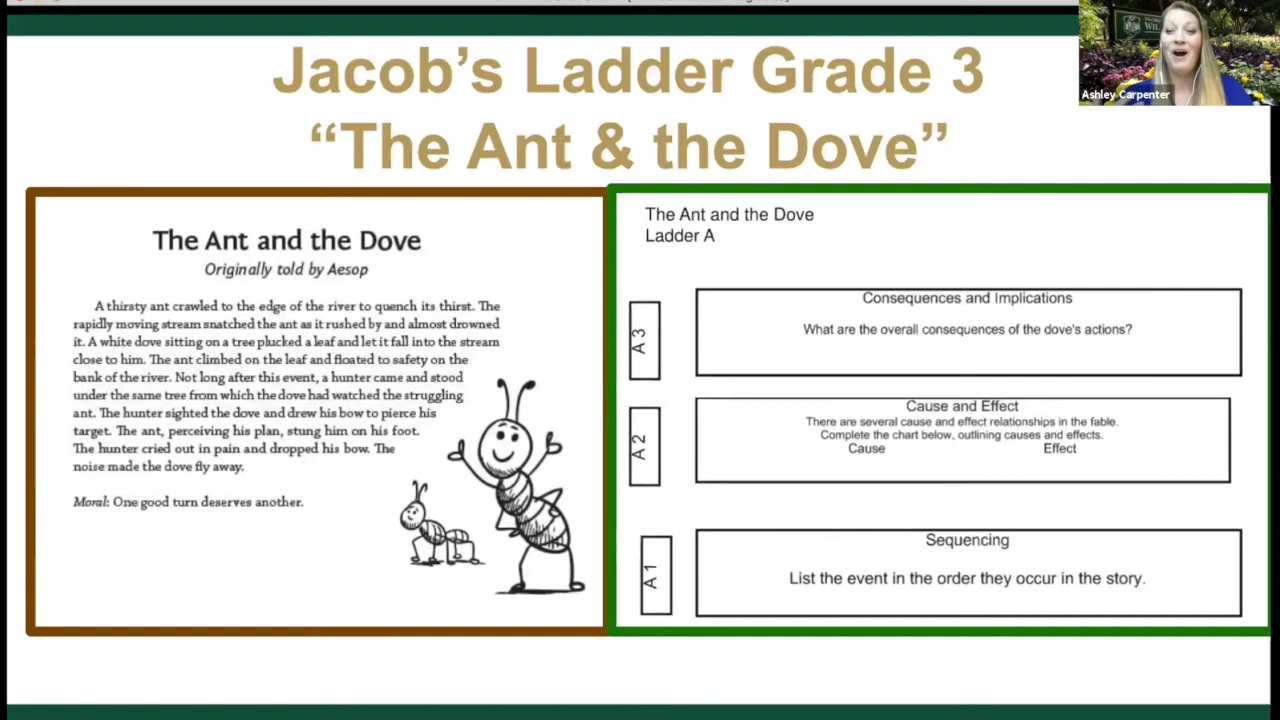 Jacob's Ladder Grade 3
“The Ant & the Dove”
Ashley Carpenter
The Ant and the Dove
Originally told by Aesop
A thirsty ant crawled to the edge of the river to quench its thirst. The
rapidly moving stream snatched the ant as it rushed by and almost drowned
it. A white dove sitting on a tree plucked a leaf and let it fall into the stream
close to him. The ant climbed on the leaf and floated to safety on the
bank of the river. Not long after this event, a hunter came and stood
under the same tree from which the dove had watched the struggling
ant. The hunter sighted the dove and drew his bow to pierce his
target. The ant, perceiving his plan, stung him on his foot.
The hunter cried out in pain and dropped his bow. The
noise made the dove fly away.
Moral: One good turn deserves another.
The Ant and the Dove
Ladder A
A 3
Consequences and Implications
What are the overall consequences of the dove's actions?
A 2
Cause and Effect
There are several cause and effect relationships in the fable.
Complete the chart below, outlining causes and effects.
Cause Effect
A 1
Sequencing
List the event in the order they occur in the story.